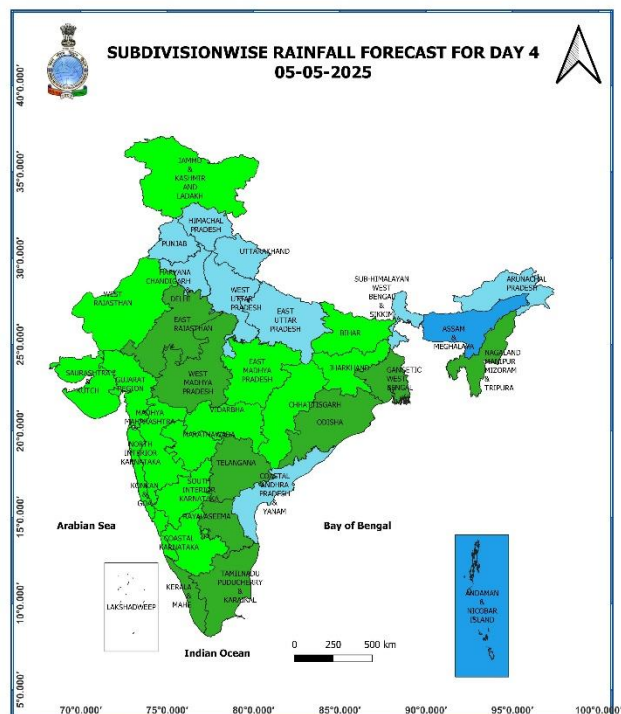 SUBDIVISIONWISE RAINFALL FORECAST FOR DAY 4
05-05-2025
40°0.000'
35°0.000'
30°0.000'
25°0.000'
20°0.000'
15°0.000'
10°0.000'
5°0.000'
JAMMU
&
KASHMIR
AND
LADAKH
HIMACHAL
PRADESH
PUNJAB
UTTARAKHAND
HARYANA
CHANDIGARH
&
DELHI
WEST
RAJASTHAN
WEST
UTTAR
PRADESH
EAST
UTTAR
PRADESH
SUB-HIMALAYAN
WEST
BENGAL
&
SIKKIM
ARUNACHAL
PRADESH
EAST
RAJASTHAN
BIHAR
ASSAM
&
MEGHALAYA
NAGALAND
MANIPUR
MIZORAM
&
TRIPURA
SAURASHTRA
&
KUTCH
GUJARAT
REGION
WEST
MADHYA
PRADESH
EAST
MADHYA
PRADESH
JHARKHAND
GANGETIC
WEST
BENGAL
MADHYA
MAHARASHTRA
VIDARBHA
CHHATTISGARH
ODISHA
MARATHAWADA
NORTH
INTERIOR
KARNATAKA
TELANGANA
KONKAN
&
GOA
SOUTH
INTERIOR
KARNATAKA
COASTAL
ANDHRA
PRADESH
&
YANAM
RAYALASEEMA
COASTAL
KARNATAKA
Arabian Sea
Bay of Bengal
LAKSHADWEEP
KERALA
&
MAHE
TAMILNADU
PUDUCHERRY
&
KARAIKAL
ANDAMAN
&
NICOBAR
ISLAND
Indian Ocean
0 250 500 km
70°0.000' 75°0.000' 80°0.000' 85°0.000' 90°0.000' 95°0.000' 100°0.000'